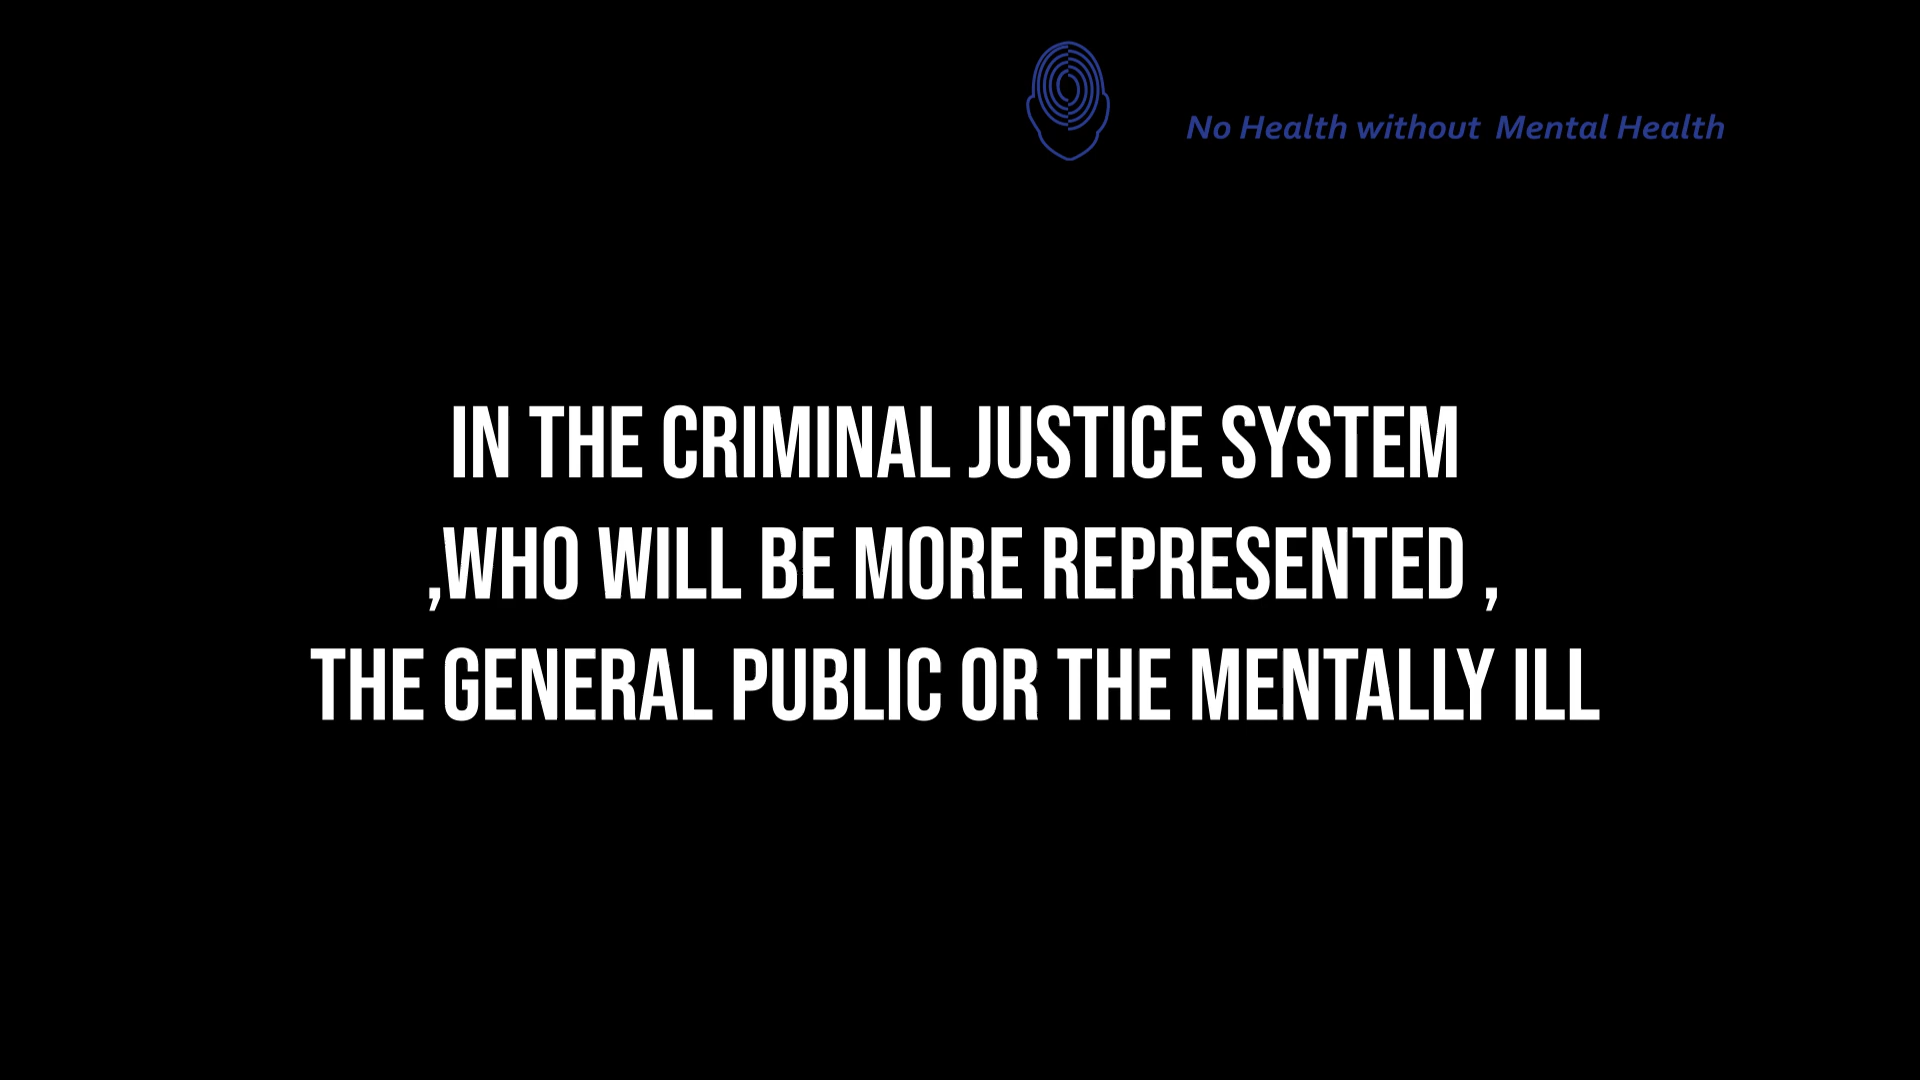 No Health without Mental Health
IN THE CRIMINAL JUSTICE SYSTEM
,WHO WILL BE MORE REPRESENTED ,
THE GENERAL PUBLIC OR THE MENTALLY ILL